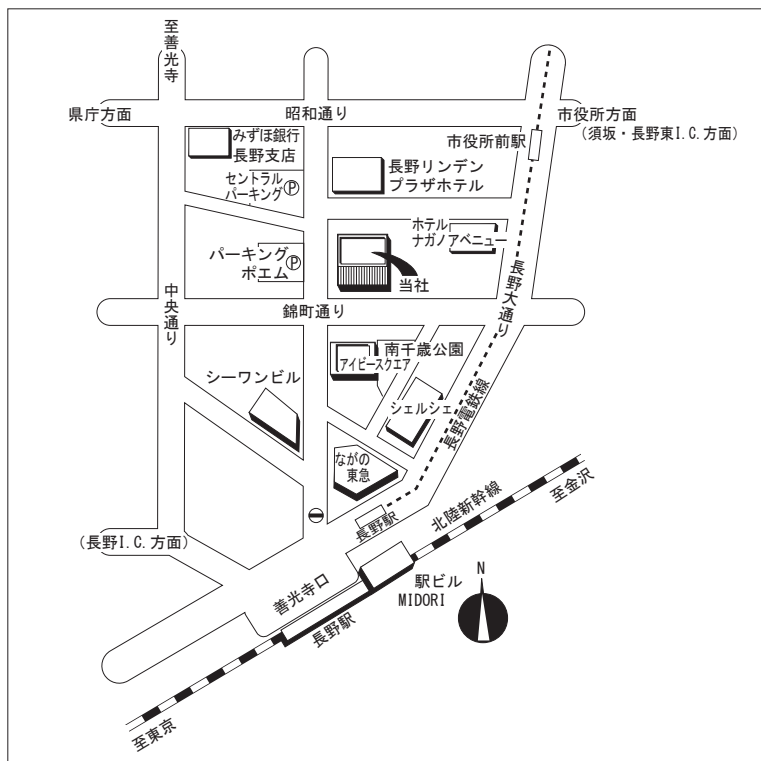 至善光寺
県庁方面
昭和通り
市役所方面
(須坂・長野東I.C.方面)
市役所前駅
みずほ銀行
長野支店
長野リンデン
プラザホテル
セントラル
パーキング
P
ホテル
ナガノアベニュー
パーキング
ポエム
P
当社
長野大通り
中央通り
錦町通り
南千歳公園
アイビースクエア
シーワンビル
シェルシェ
長野電鉄線
ながの
東急
長野駅
北陸新幹線
至金沢
(長野I.C.方面)
善光寺口
駅ビル
MIDORI
N
長野駅
至東京